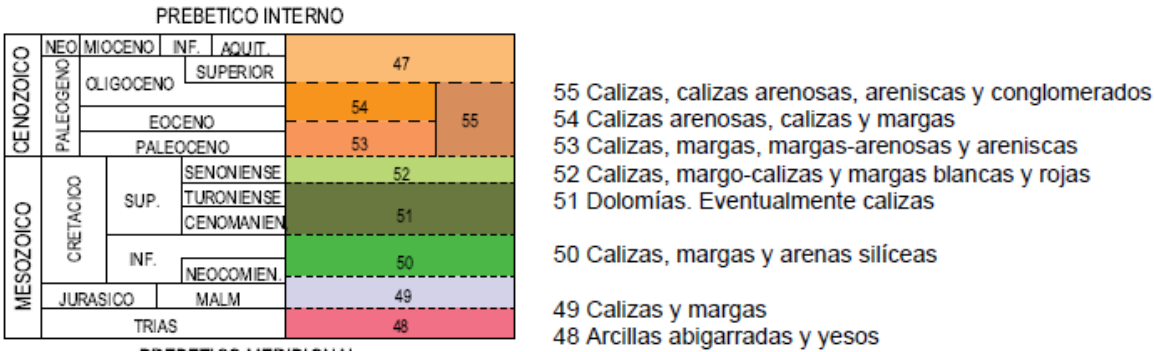 PREBETICO INTERNO
CENOZOICO
NEO MIOCENO INF. AQUIT.
PALEOGENO
OLIGOCENO SUPERIOR
EOCENO
PALEOCENO
47
54
55
53
MESOZOICO
CRETACICO
SUP.
SENONIENSE
TURONIENSE
CENOMANIEN
INF.
NEOCOMIEN.
JURASICO MALM
TRIAS
52
51
50
49
48
PREBETICO MERIDIONAL
55 Calizas, calizas arenosas, areniscas y conglomerados
54 Calizas arenosas, calizas y margas
53 Calizas, margas, margas-arenosas y areniscas
52 Calizas, margo-calizas y margas blancas y rojas
51 Dolomías. Eventualmente calizas
50 Calizas, margas y arenas silíceas
49 Calizas y margas
48 Arcillas abigarradas y yesos